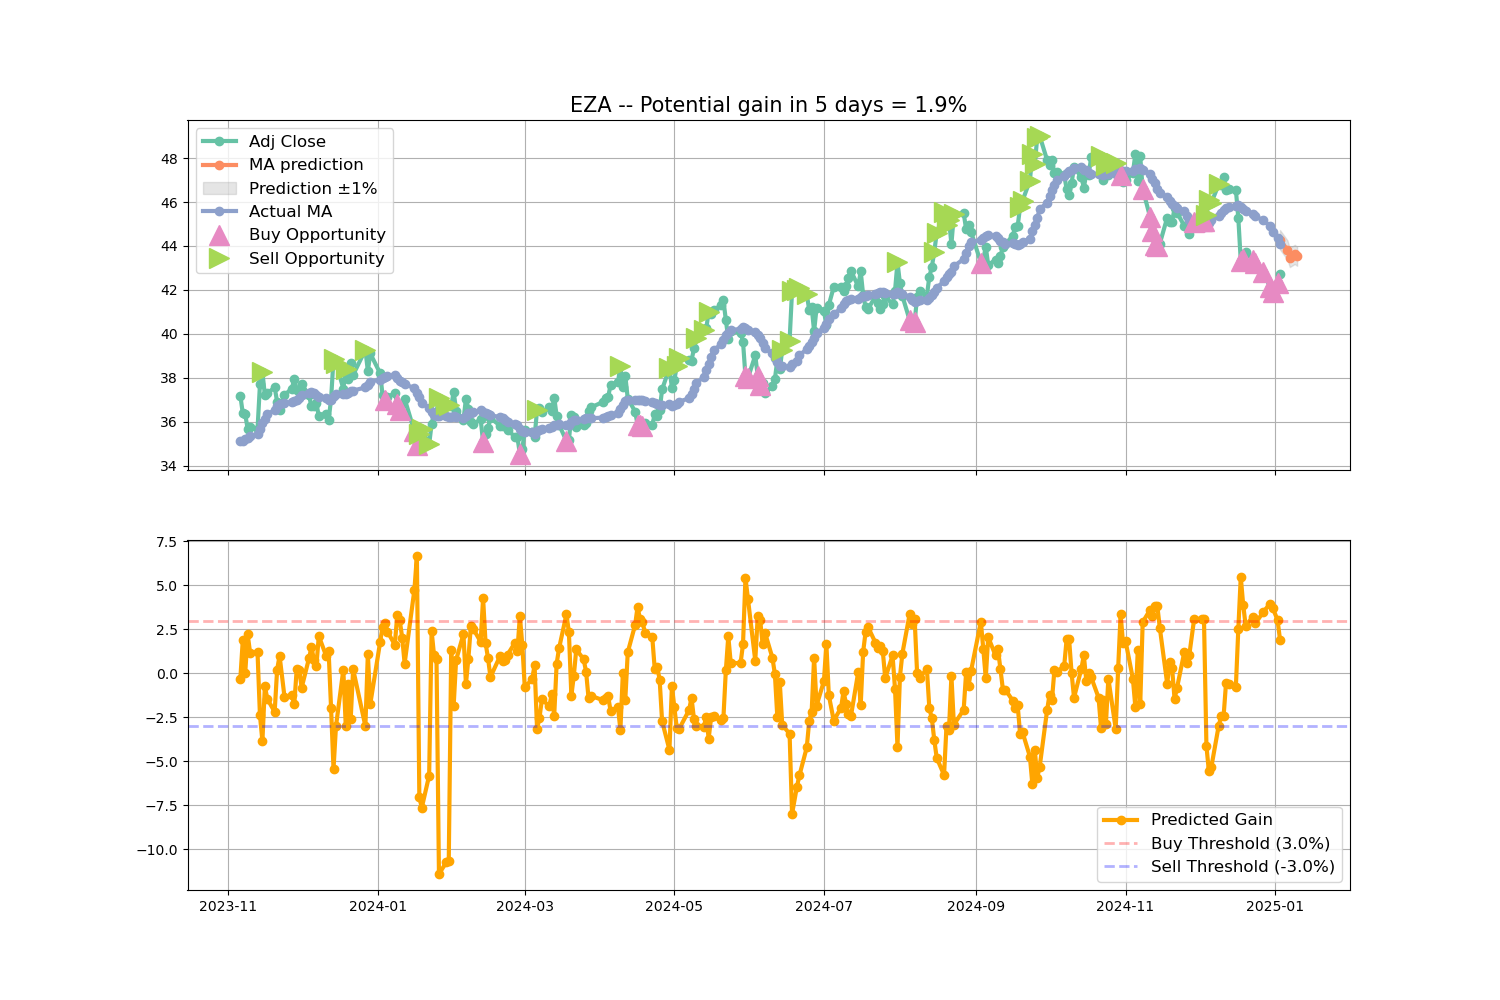 EZA -- Potential gain in 5 days = 1.9%
Adj Close
MA prediction
Prediction ±1%
Actual MA
Buy Opportunity
Sell Opportunity
48
46
44
42
40
38
36
34
7.5
5.0
2.5
0.0
−2.5
−5.0
−7.5
−10.0
Predicted Gain
Buy Threshold (3.0%)
Sell Threshold (-3.0%)
2023-11
2024-01
2024-03
2024-05
2024-07
2024-09
2024-11
2025-01